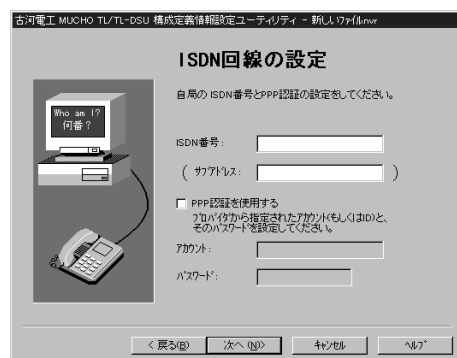 古河電工 MUCHO TL/TL-DSU 構成定義情報設定ユーティリティ - 新しいﾌｧｲﾙ.nvr
ISDN回線の設定
自局の ISDN番号とPPP認証の設定をしてください。
Who am I?
何番？
ISDN番号：
( ｻﾌﾞｱﾄﾞﾚｽ： )
PPP認証を使用する
ﾌﾟﾛﾊﾞｲﾀﾞから指定されたｱｶｳﾝﾄ(もしくはID)と、
そのﾊﾟｽﾜｰﾄﾞを設定してください。
ｱｶｳﾝﾄ：
ﾊﾟｽﾜｰﾄﾞ：
< 戻る(B) 次へ (N)> ｷｬﾝｾﾙ ﾍﾙﾌﾟ